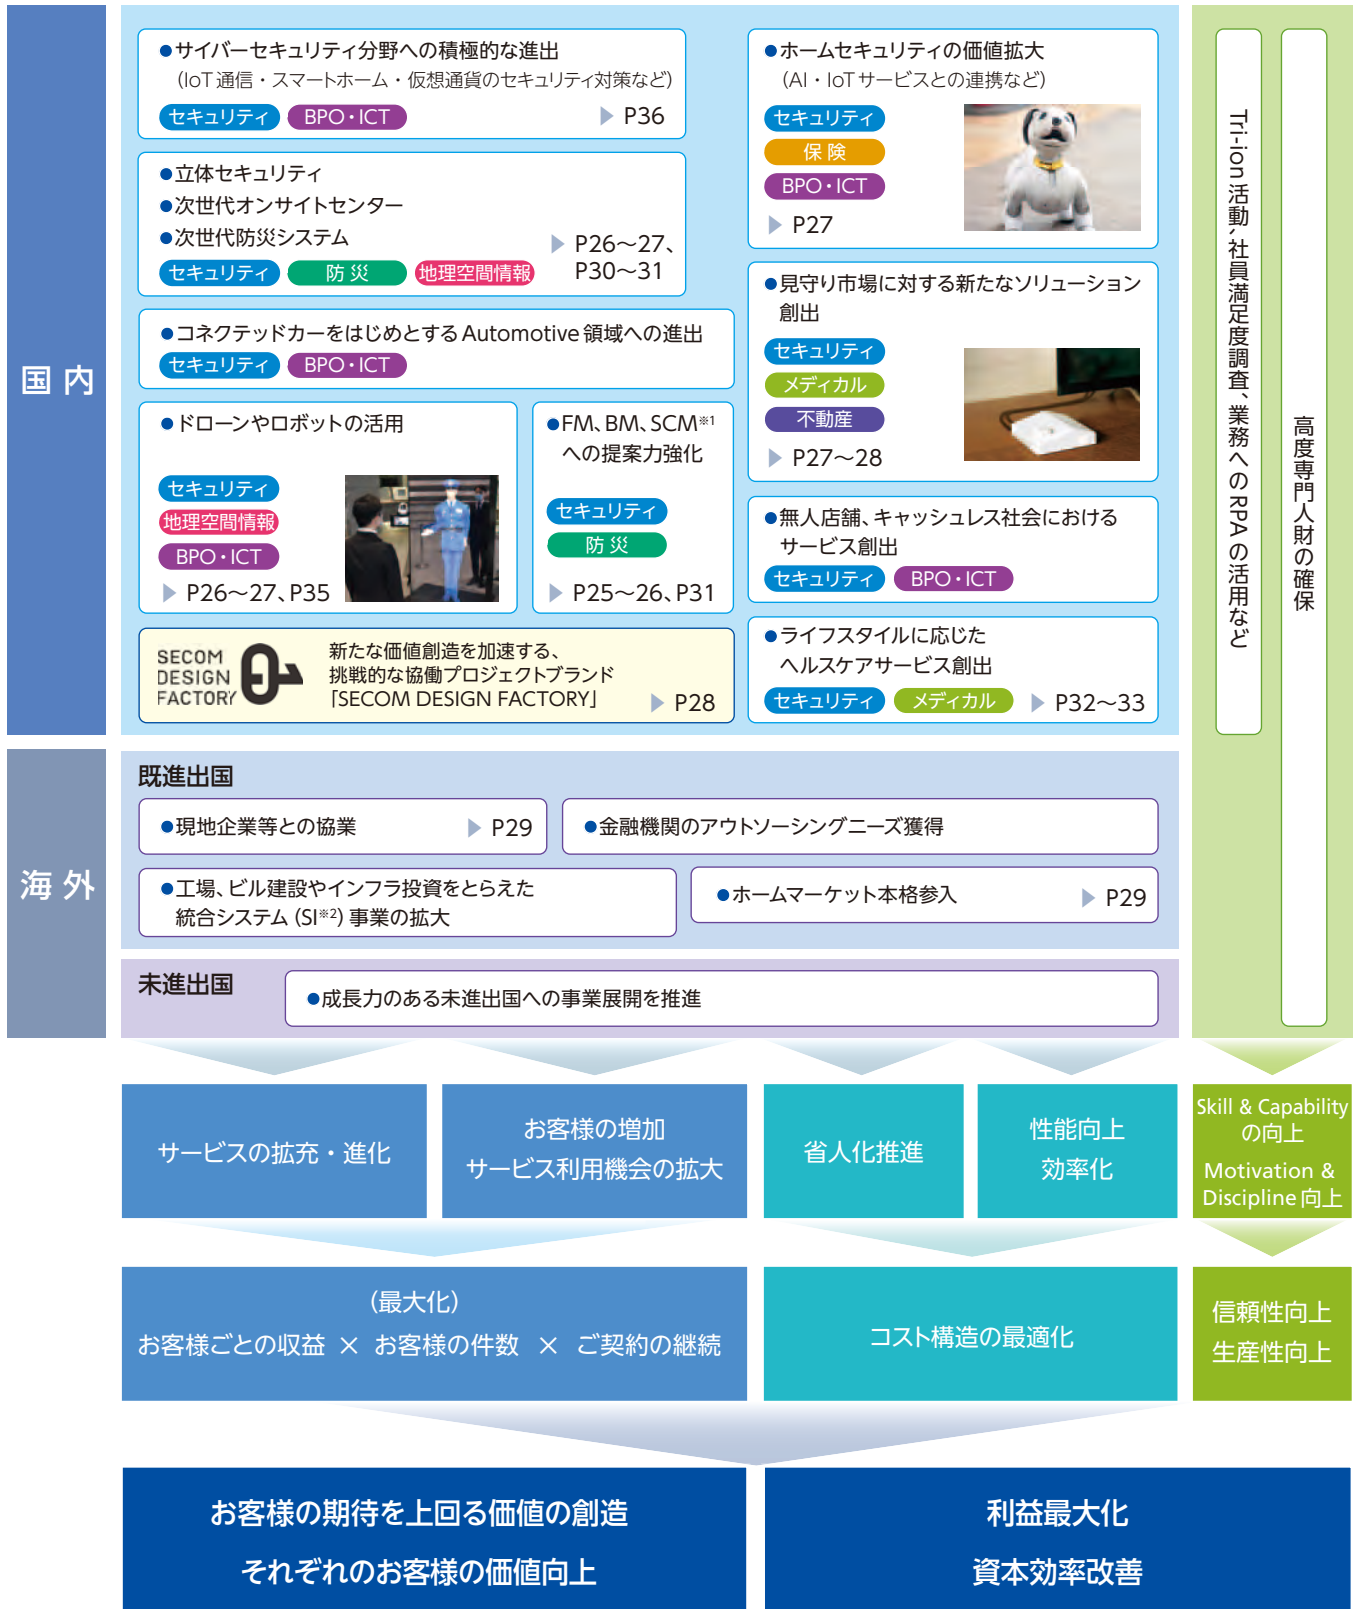 国内
●サイバーセキュリティ分野への積極的な進出
（IoT通信・スマートホーム・仮想通貨のセキュリティ対策など）
セキュリティ BPO・ICT ▶ P36
●立体セキュリティ
●次世代オンサイトセンター
●次世代防災システム
セキュリティ 防災 地理空間情報
▶ P26～27、
P30～31
●コネクテッドカーをはじめとするAutomotive領域への進出
セキュリティ BPO・ICT
●ドローンやロボットの活用
セキュリティ
地理空間情報
BPO・ICT
▶ P26～27、P35
●FM、BM、SCM※1
への提案力強化
セキュリティ
防災
▶ P25～26、P31
SECOM
DESIGN
FACTORY
新たな価値創造を加速する、
挑戦的な協働プロジェクトブランド
「SECOM DESIGN FACTORY」 ▶ P28
●ホームセキュリティの価値拡大
（AI・IoTサービスとの連携など）
セキュリティ
保険
BPO・ICT
▶ P27
●見守り市場に対する新たなソリューション
創出
セキュリティ
メディカル
不動産
▶ P27～28
●無人店舗、キャッシュレス社会における
サービス創出
セキュリティ BPO・ICT
●ライフスタイルに応じた
ヘルスケアサービス創出
セキュリティ メディカル ▶ P32～33
Tri-ion活動、社員満足度調査、業務へのRPAの活用など
高度専門人財の確保
海外
既進出国
●現地企業等との協業 ▶ P29
●金融機関のアウトソーシングニーズ獲得
●工場、ビル建設やインフラ投資をとらえた
統合システム（SI※2）事業の拡大
●ホームマーケット本格参入 ▶ P29
未進出国
●成長力のある未進出国への事業展開を推進
サービスの拡充・進化
お客様の増加
サービス利用機会の拡大
省人化推進
性能向上
効率化
Skill & Capability
の向上
Motivation &
Discipline向上
（最大化）
お客様ごとの収益 × お客様の件数 × ご契約の継続
コスト構造の最適化
信頼性向上
生産性向上
お客様の期待を上回る価値の創造
それぞれのお客様の価値向上
利益最大化
資本効率改善